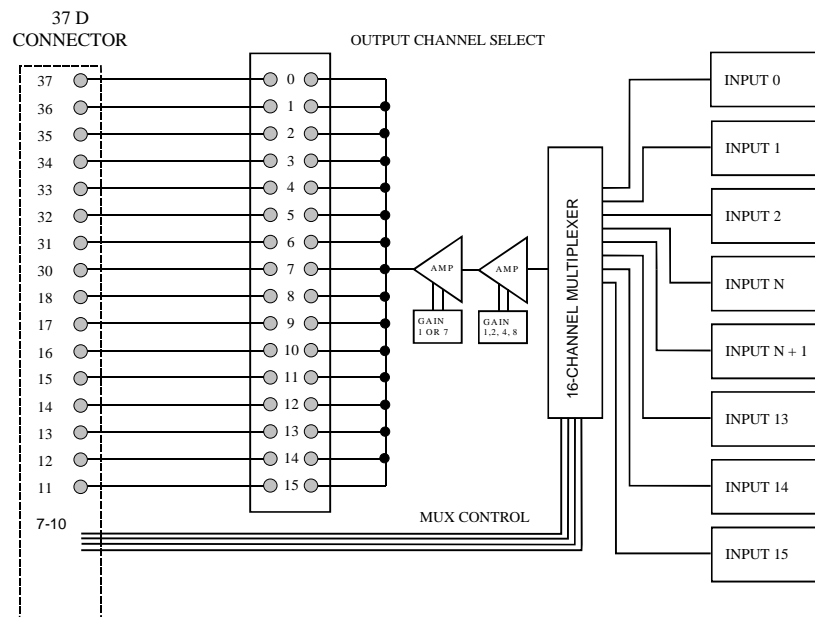 37 D
CONNECTOR
OUTPUT CHANNEL SELECT
37
36
35
34
33
32
31
30
18
17
16
15
14
13
12
11
7-10
0
1
2
3
4
5
6
7
8
9
10
11
12
13
14
15
AMP
AMP
GAIN
1 OR 7
GAIN
1,2, 4, 8
16-CHANNEL MULTIPLEXER
MUX CONTROL
INPUT 0
INPUT 1
INPUT 2
INPUT N
INPUT N + 1
INPUT 13
INPUT 14
INPUT 15